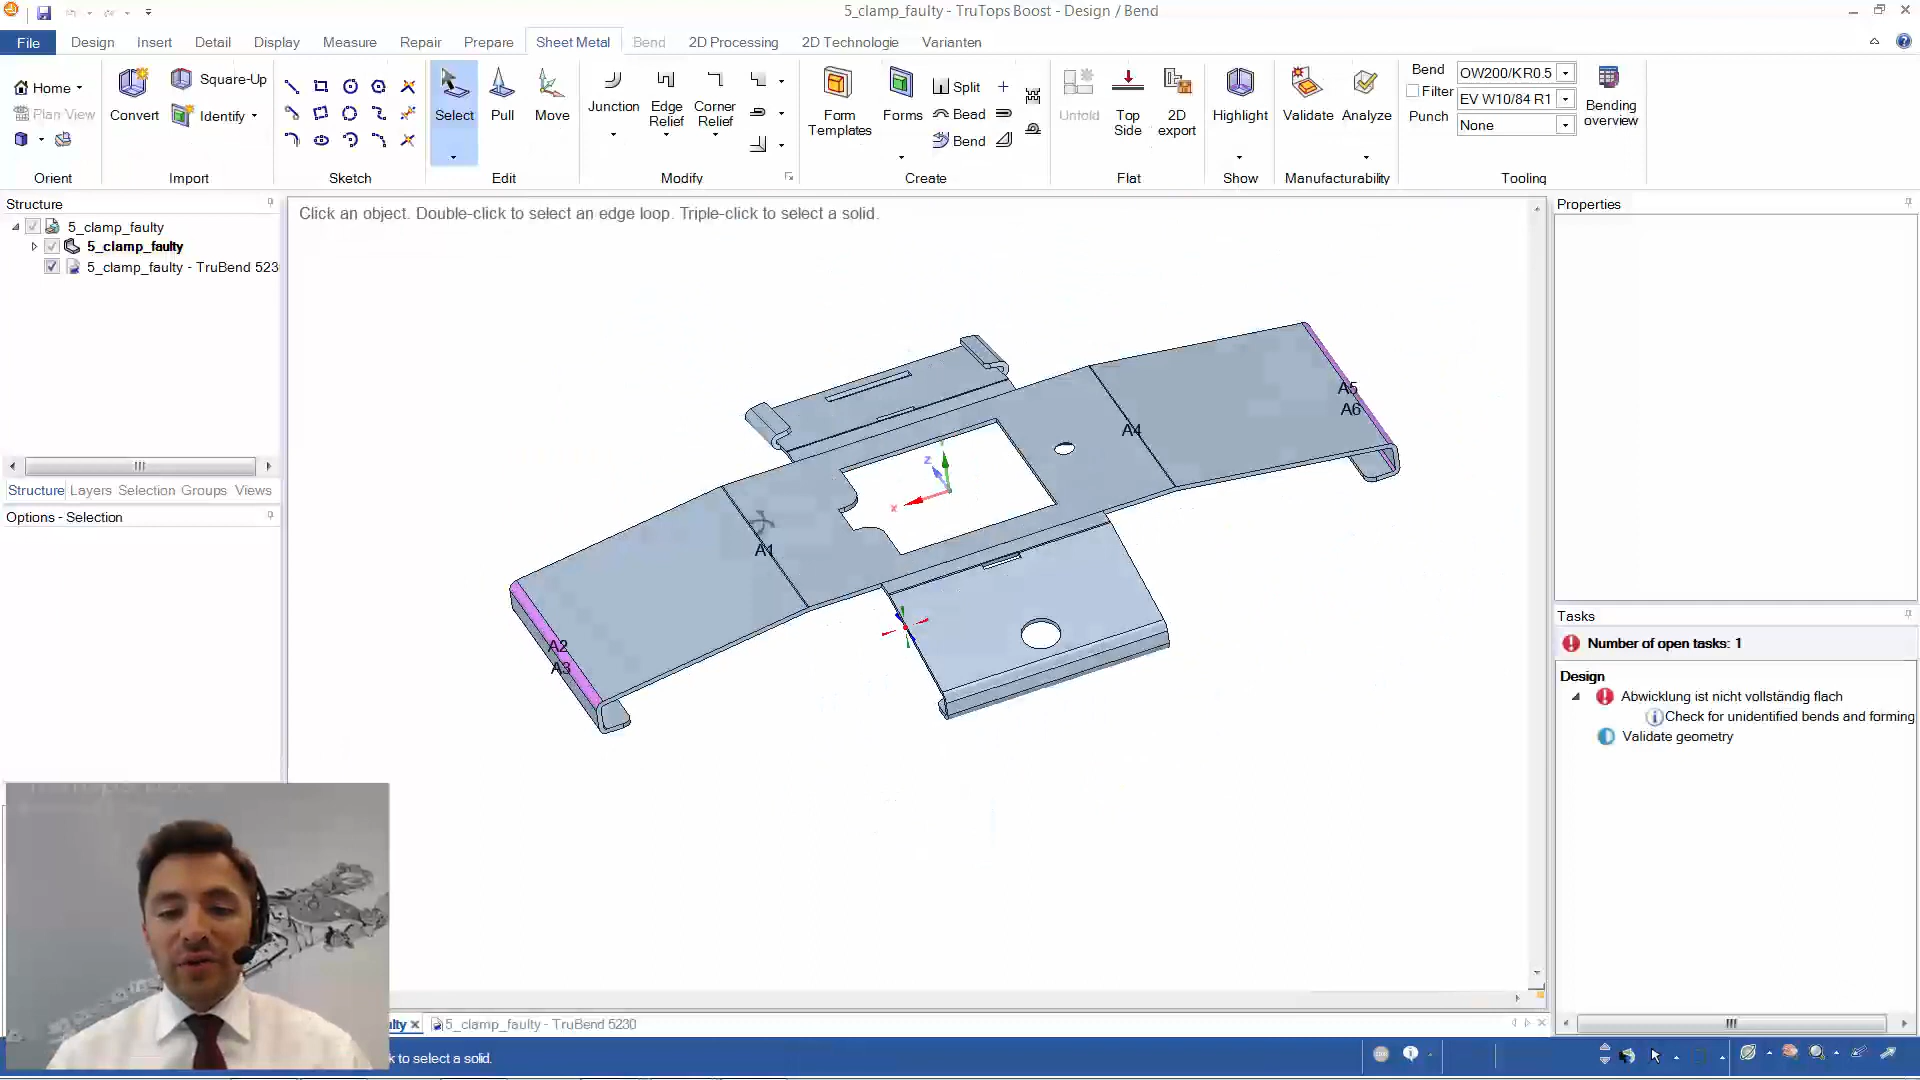 5_clamp_faulty - TruTops Boost - Design / Bend
File Design Insert Detail Display Measure Repair Prepare Sheet Metal Bend 2D Processing 2D Technologie Varianten
Home
Plan View
Orient
Convert
Square-Up
Identify
Import
Sketch
Select
Pull
Move
Edit
Junction
Edge
Relief
Corner
Relief
Modify
Form
Templates
Forms
Split
Bead
Bend
Create
Unfold
Top
Side
2D
export
Flat
Highlight
Show
Validate
Analyze
Manufacturability
Bend
OW200/KR0.5
Filter
EV W10/84 R1
Punch
None
Bending
overview
Tooling
Structure
5_clamp_faulty
5_clamp_faulty
5_clamp_faulty - TruBend 523
Structure Layers Selection Groups Views
Options - Selection
Click an object. Double-click to select an edge loop. Triple-click to select a solid.
A5
A6
A4
A1
A2
A3
Z
X
Properties
Tasks
Number of open tasks: 1
Design
Abwicklung ist nicht vollständig flach
Check for unidentified bends and forming
Validate geometry
ulty
5_clamp_faulty - TruBend 5230
k to select a solid.